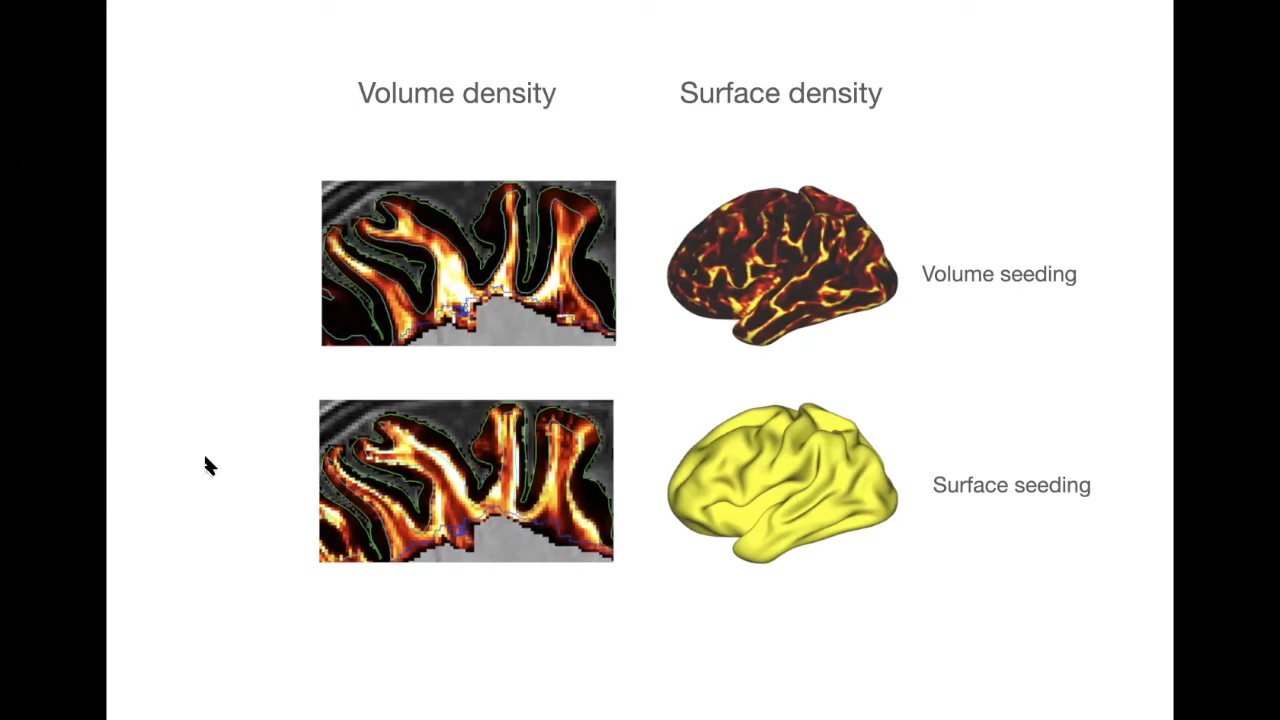 Volume density
Surface density
Volume seeding
Surface seeding